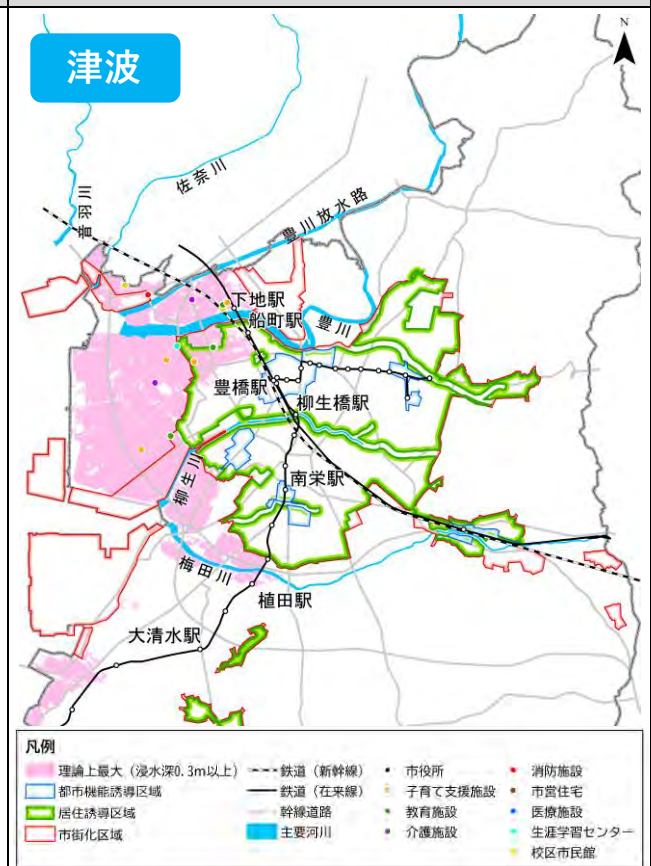 津波
N
佐奈川
音羽川
豊川放水路
下地駅
船町駅
豊川
豊橋駅
柳生橋駅
南栄駅
柳生川
梅田川
植田駅
大清水駅
凡例
理論上最大(浸水深0.3m以上)
都市機能誘導区域
居住誘導区域
市街化区域
鉄道(新幹線)
鉄道(在来線)
幹線道路
主要河川
市役所
子育て支援施設
教育施設
介護施設
消防施設
市営住宅
医療施設
生涯学習センター
校区市民館